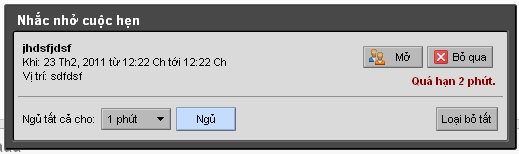 Nhắc nhở cuộc hẹn
jhdsfjdsf
Khi: 23 Th2, 2011 từ 12:22 Ch tới 12:22 Ch
Vị trí: sdfdsf
Mở
Bỏ qua
Quá hạn 2 phút.
Ngủ tất cả cho:
1 phút
Ngủ
Loại bỏ tất